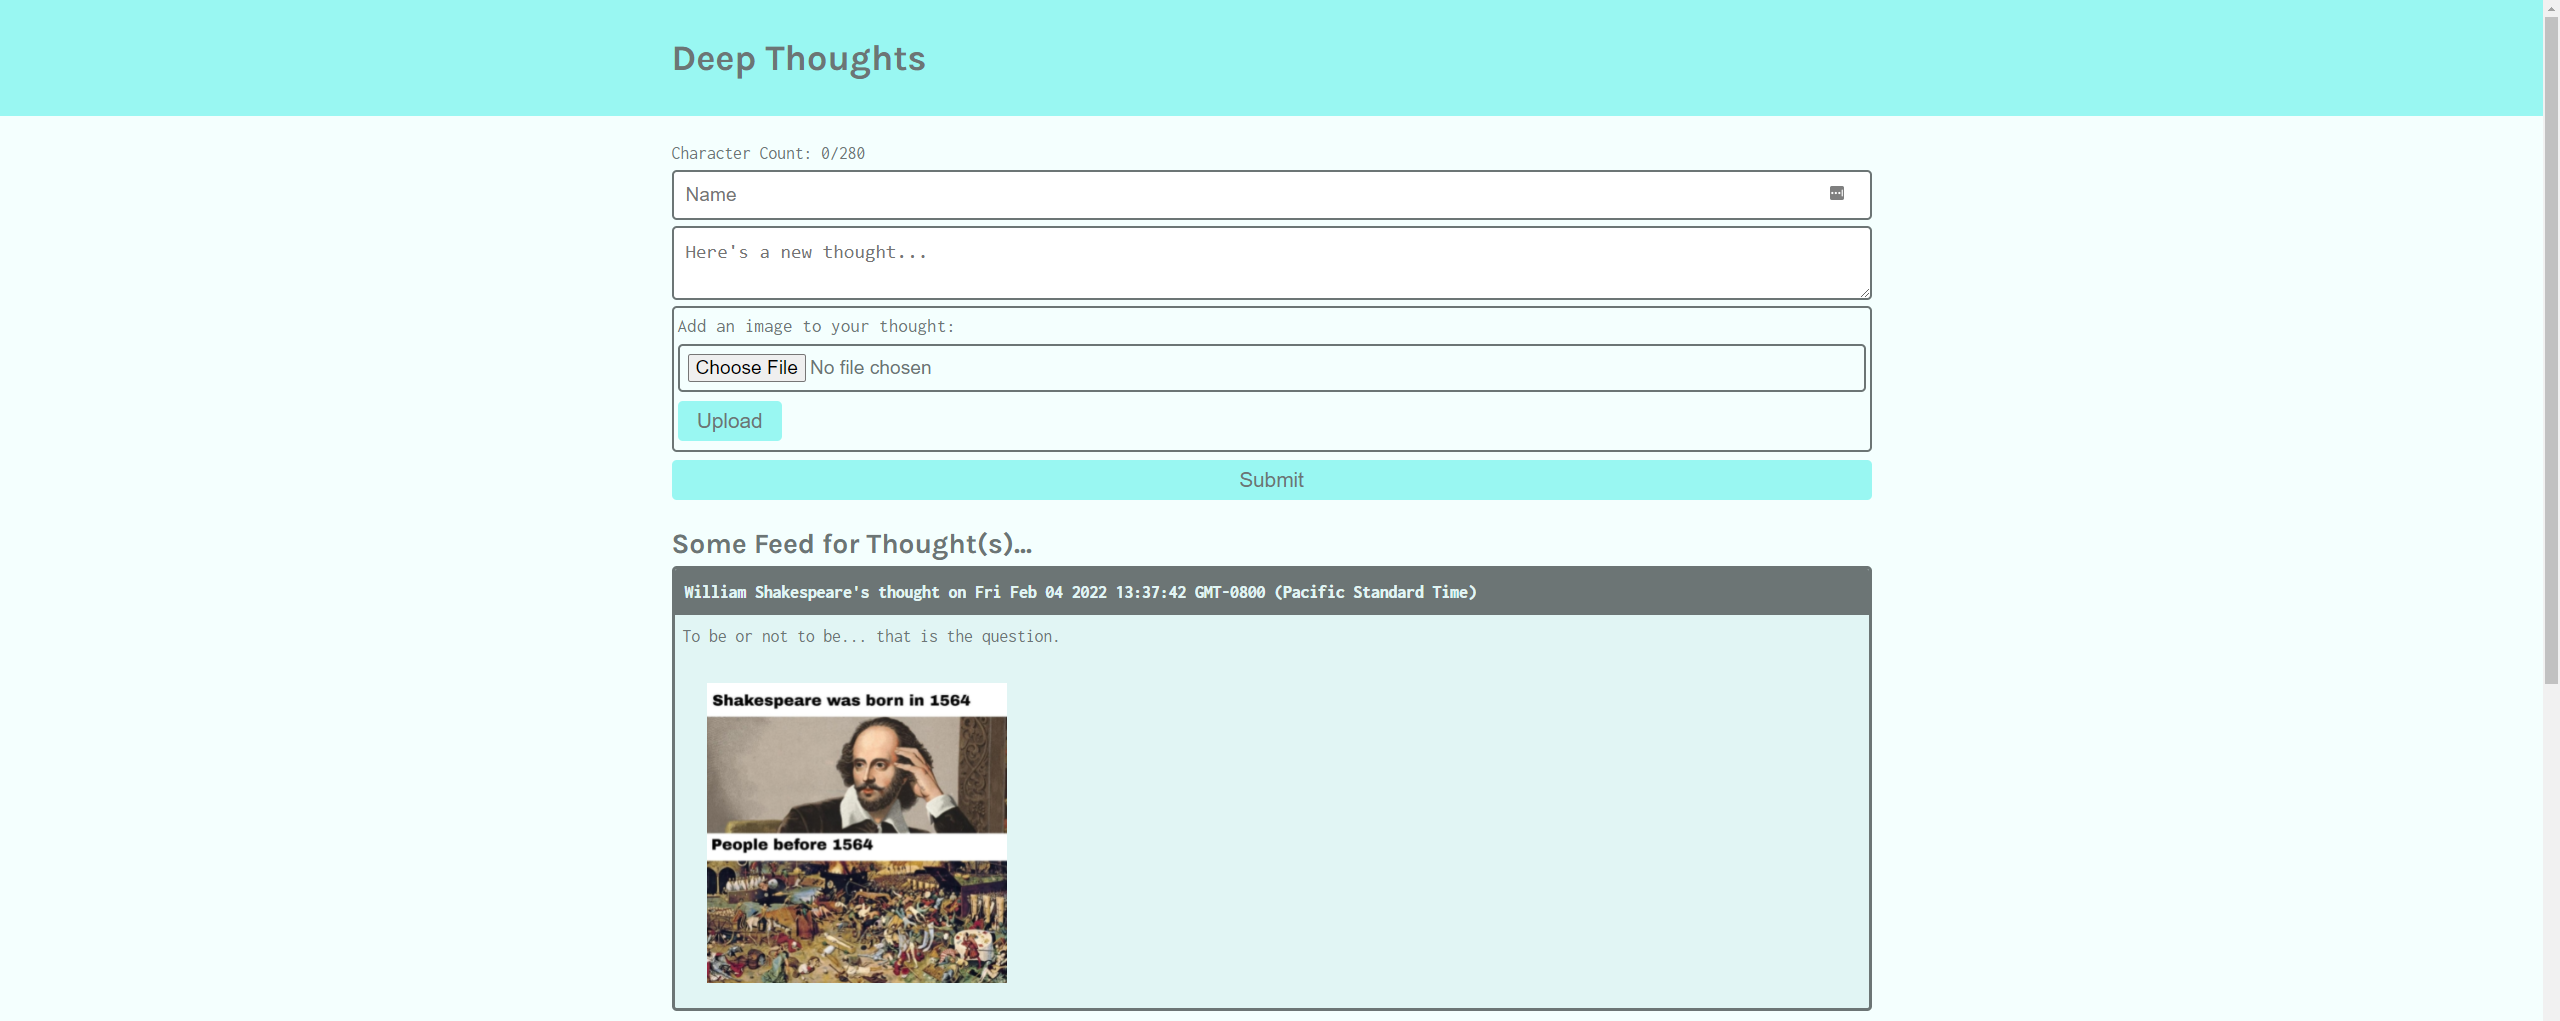 Deep Thoughts
Character Count: 0/280
Name
Here's a new thought...
Add an image to your thought:
Choose File No file chosen
Upload
Submit
Some Feed for Thought(s)...
William Shakespeare's thought on Fri Feb 04 2022 13:37:42 GMT-0800 (Pacific Standard Time)
To be or not to be... that is the question.
Shakespeare was born in 1564
People before 1564